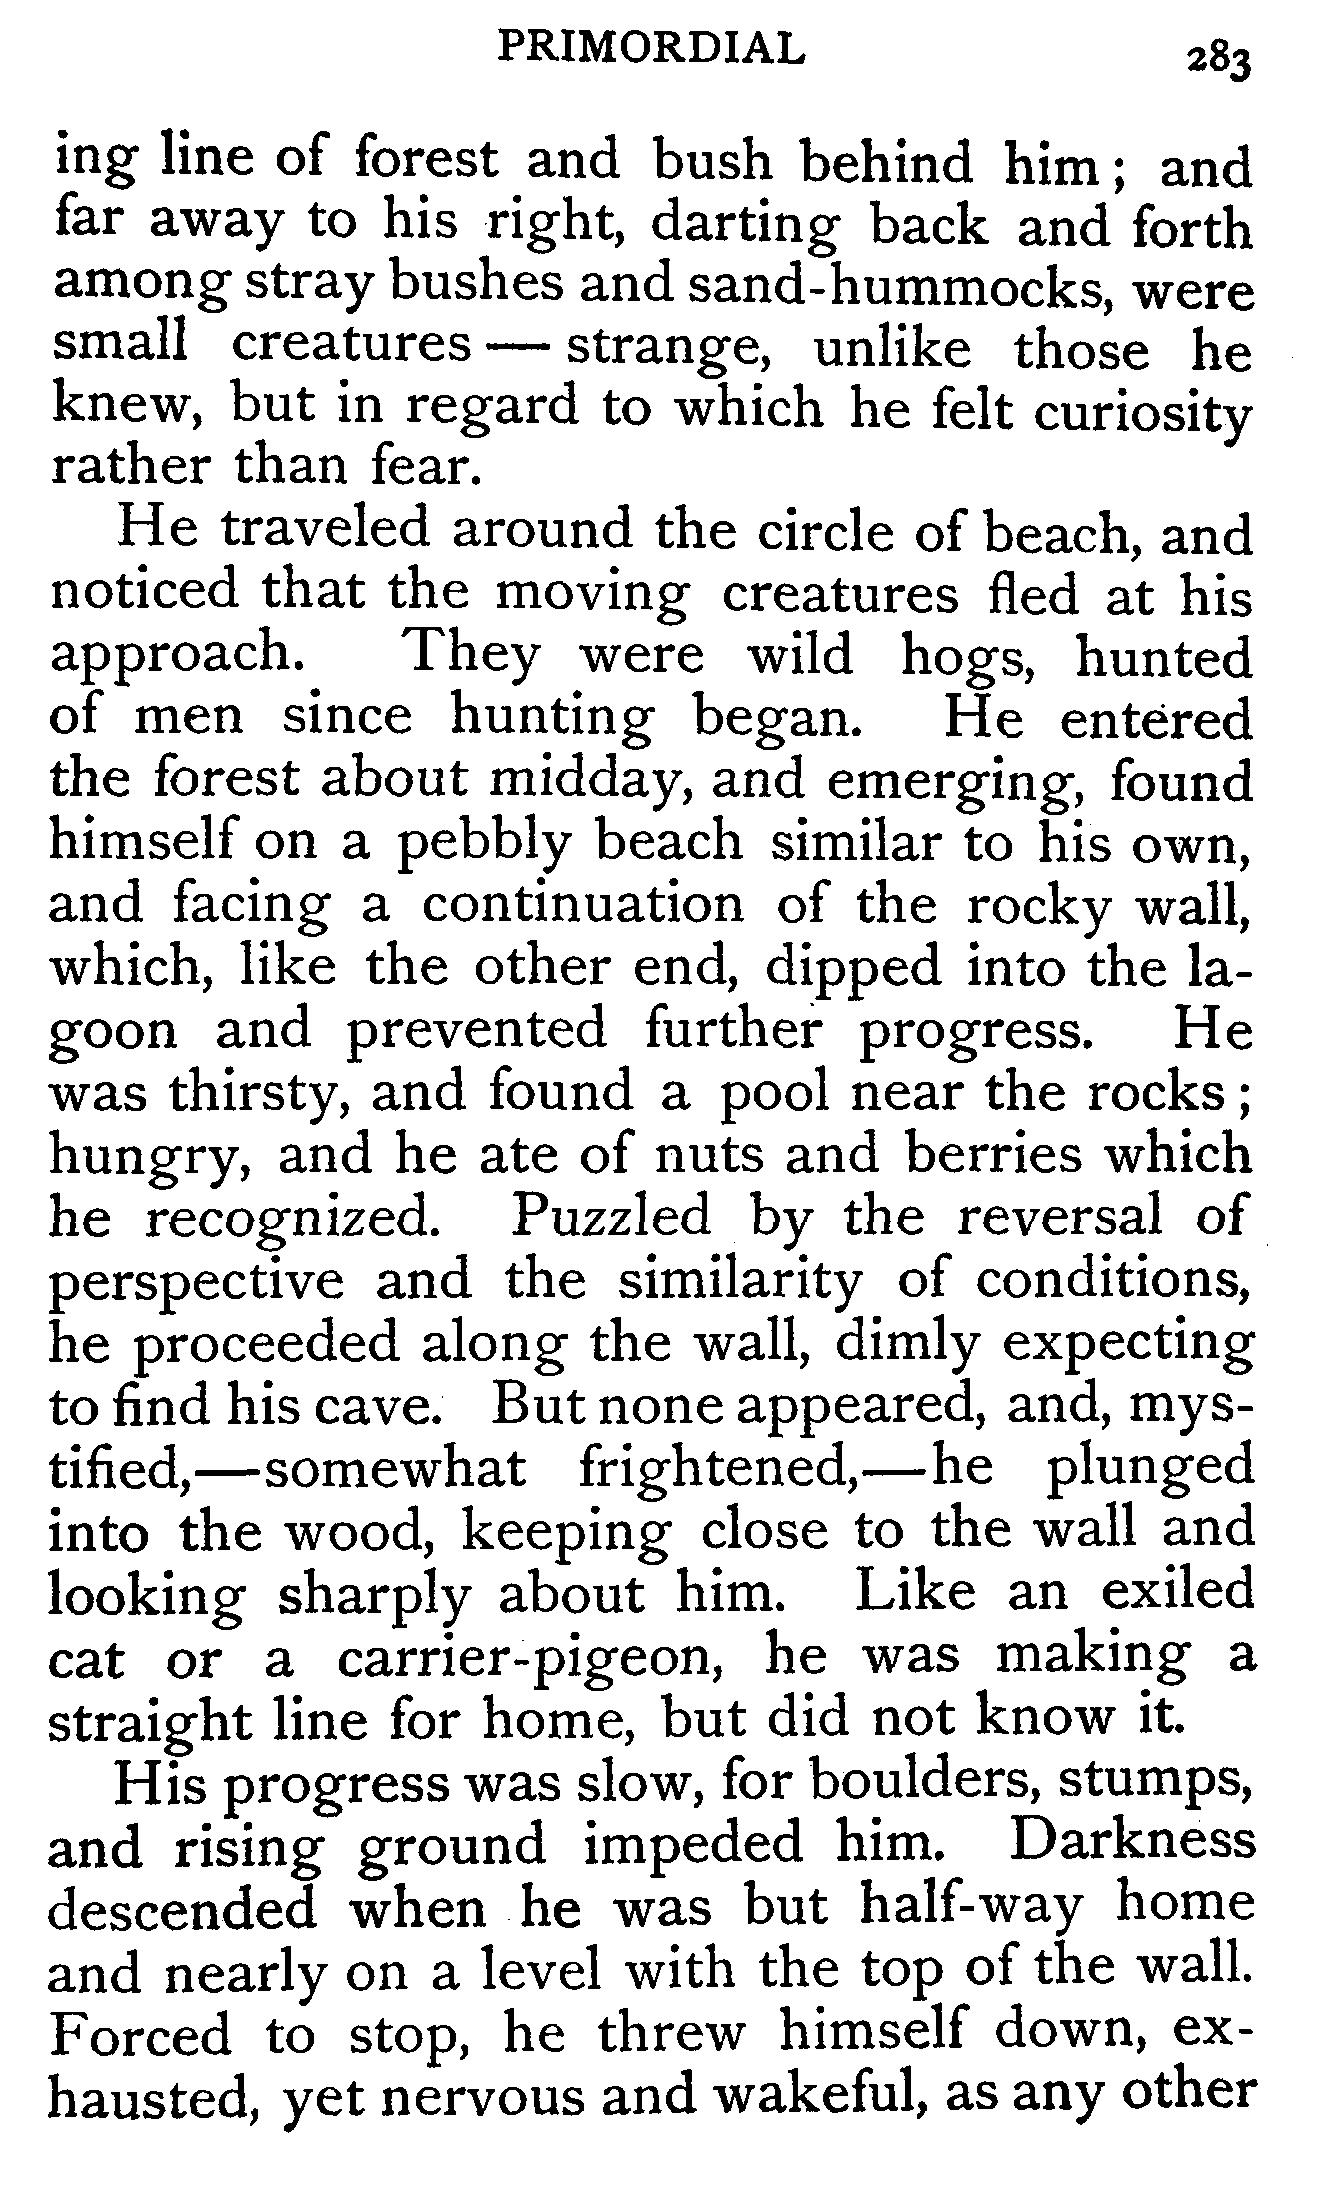 PRIMORDIAL 283
ing line of forest and bush behind him; and
far away to his right, darting back and forth
among stray bushes and sand-hummocks, were
small creatures — strange, unlike those he
knew, but in regard to which he felt curiosity
rather than fear.
He traveled around the circle of beach, and
noticed that the moving creatures fled at his
approach. They were wild hogs, hunted
of men since hunting began. He entered
the forest about midday, and emerging, found
himself on a pebbly beach similar to his own,
and facing a continuation of the rocky wall,
which, like the other end, dipped into the la-
goon and prevented further progress. He
was thirsty, and found a pool near the rocks;
hungry, and he ate of nuts and berries which
he recognized. Puzzled by the reversal of
perspective and the similarity of conditions,
he proceeded along the wall, dimly expecting
to find his cave. But none appeared, and, mys-
tified,—somewhat frightened,—he plunged
into the wood, keeping close to the wall and
looking sharply about him. Like an exiled
cat or a carrier-pigeon, he was making a
straight line for home, but did not know it.
His progress was slow, for boulders, stumps,
and rising ground impeded him. Darkness
descended when he was but half-way home
and nearly on a level with the top of the wall.
Forced to stop, he threw himself down, ex-
hausted, yet nervous and wakeful, as any other